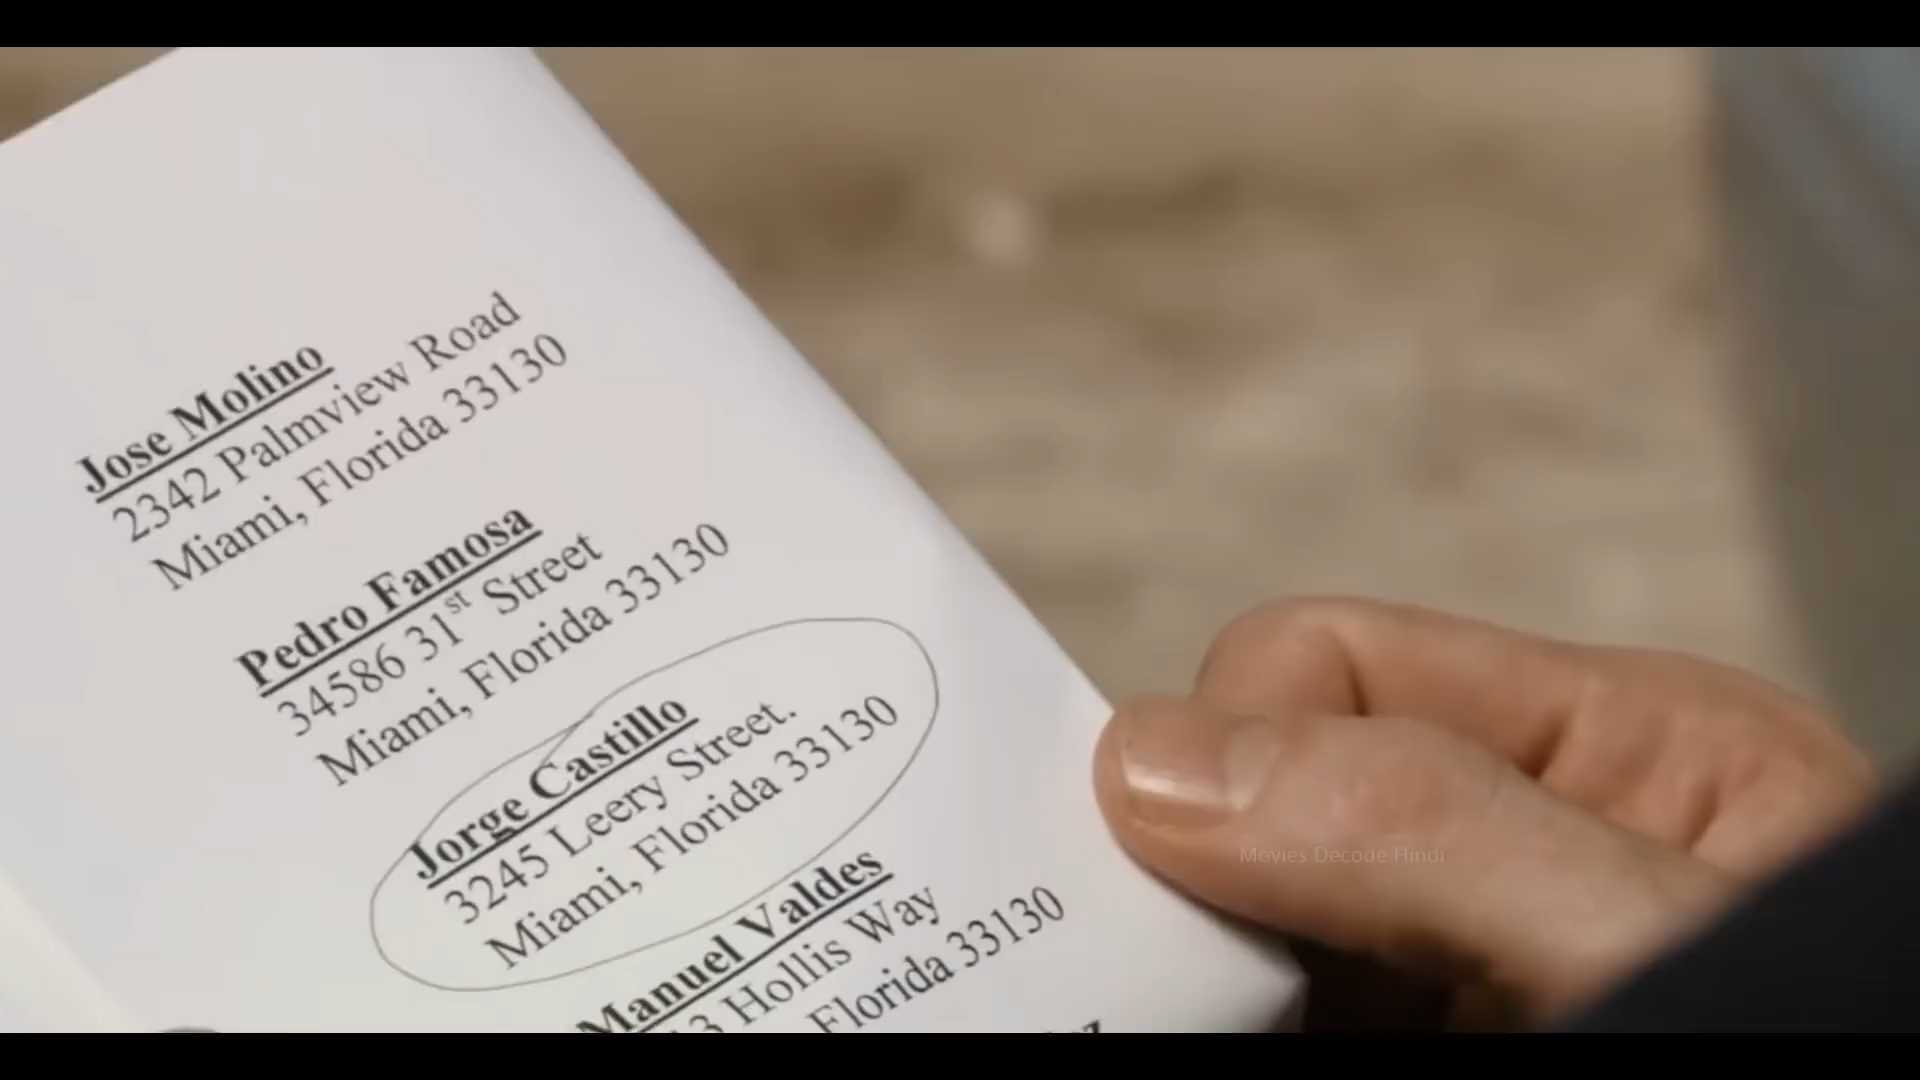 Jose Molino
2342 Palmview Road
Miami, Florida 33130
Pedro Famosa
34586 31st Street
Miami, Florida 33130
Jorge Castillo
3245 Leery Street.
Miami, Florida 33130
Manuel Valdes
Hollis Way
Florida 33130
Movies Decode Hindi